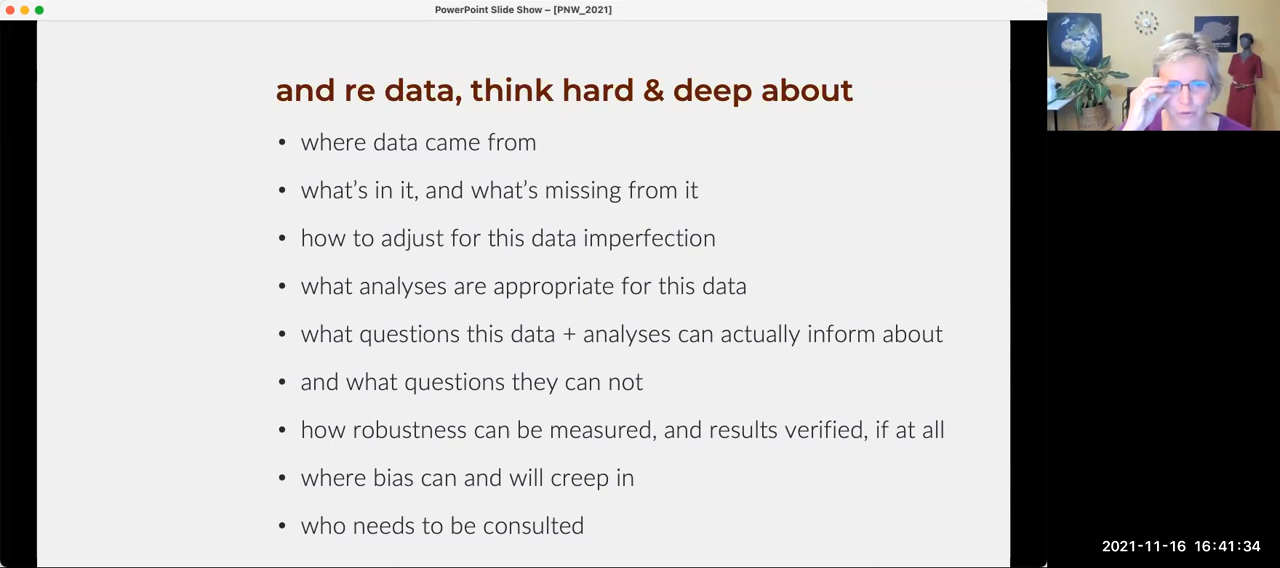 PowerPoint Slide Show – [PNW_2021]
and re data, think hard & deep about
• where data came from
• what’s in it, and what’s missing from it
• how to adjust for this data imperfection
• what analyses are appropriate for this data
• what questions this data + analyses can actually inform about
• and what questions they can not
• how robustness can be measured, and results verified, if at all
• where bias can and will creep in
• who needs to be consulted
2021-11-16 16:41:34